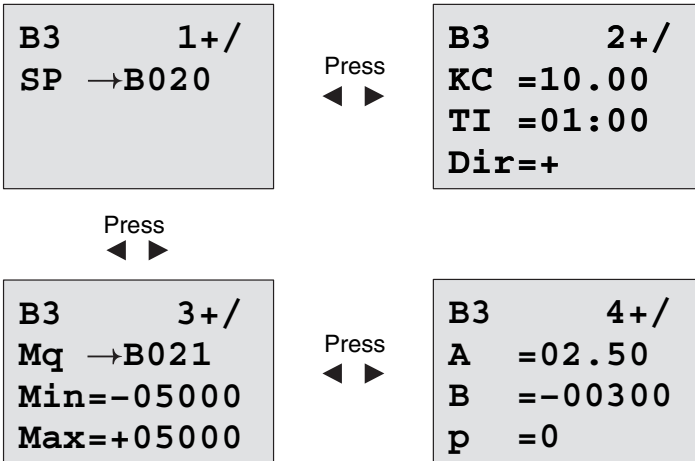 B3 1+/
SP →B020
Press
B3 2+/
KC =10.00
TI =01:00
Dir=+
Press
B3 3+/
Mq →B021
Min=-05000
Max=+05000
Press
B3 4+/
A =02.50
B =-00300
p =0